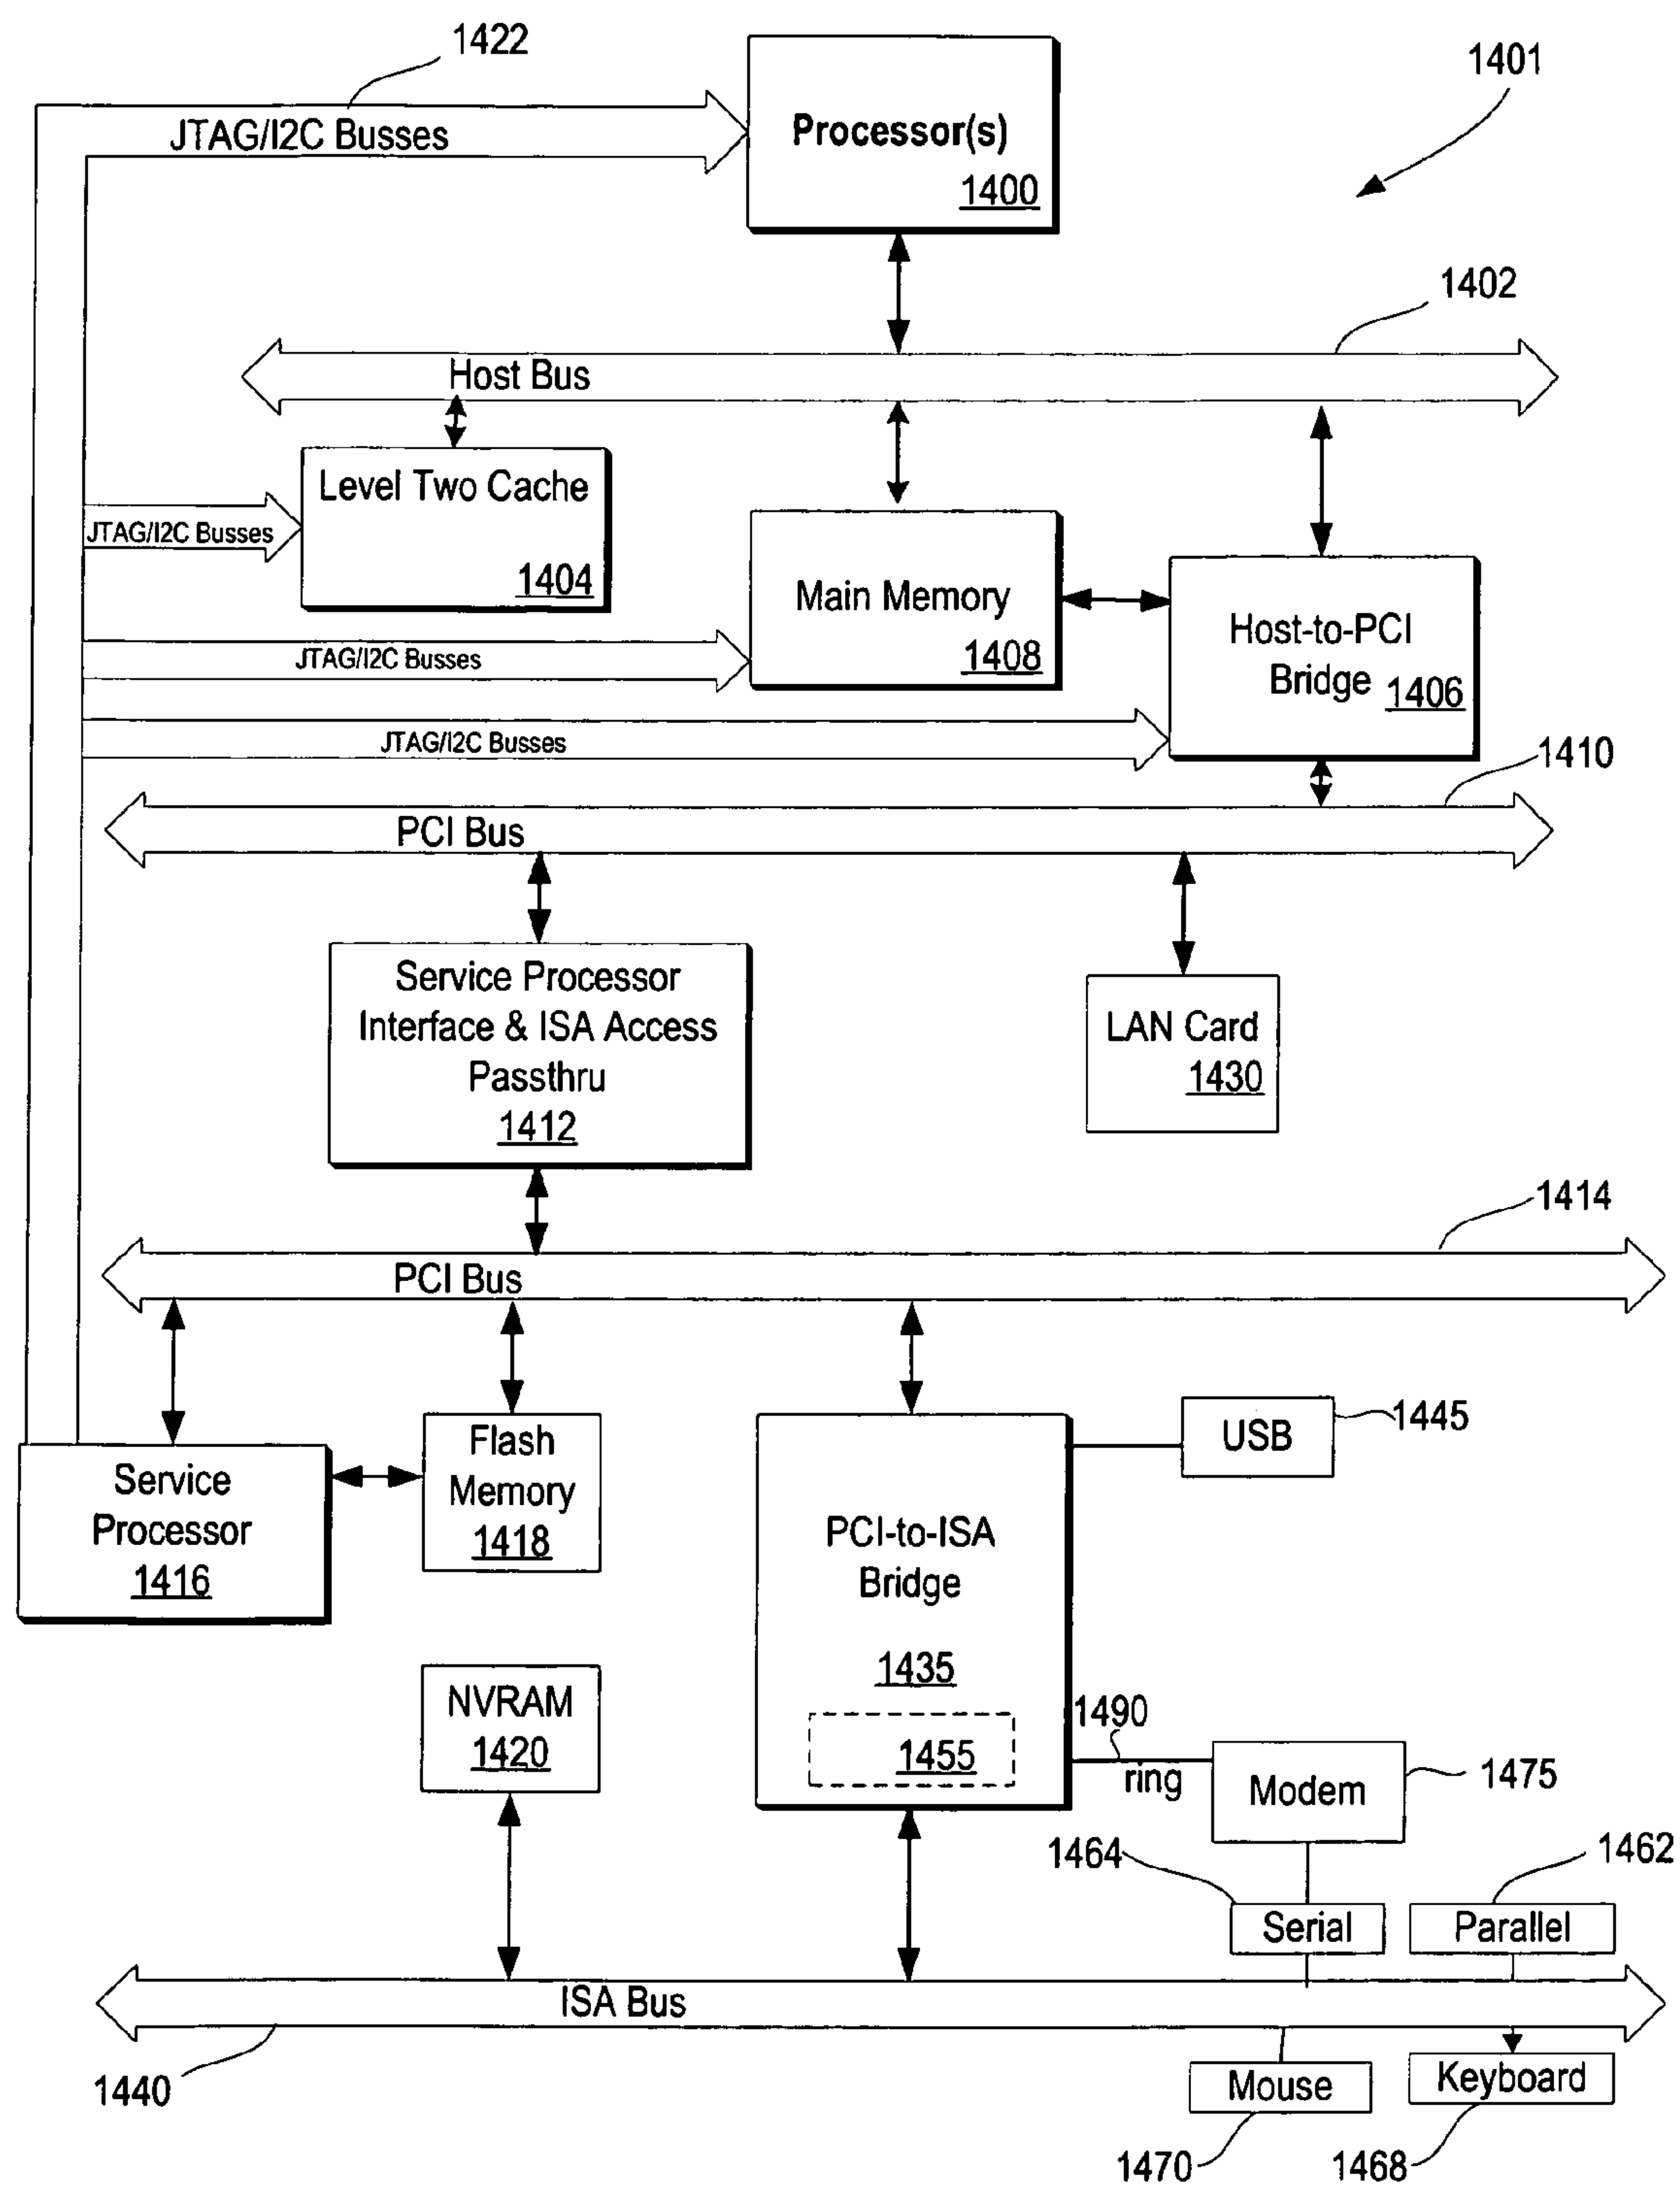 1422
1401
JTAG/I2C Busses
Processor(s)
1400
1402
Host Bus
Level Two Cache
1404
JTAG/I2C Busses
Main Memory
1408
Host-to-PCI
Bridge 1406
JTAG/I2C Busses
JTAG/I2C Busses
1410
PCI Bus
Service Processor
Interface & ISA Access
Passthru
1412
LAN Card
1430
1414
PCI Bus
Service
Processor
1416
Flash
Memory
1418
USB
1445
PCI-to-ISA
Bridge
1435
1455
NVRAM
1420
1490
ring
Modem
1475
1464
1462
Serial
Parallel
ISA Bus
1440
Mouse
Keyboard
1470
1468